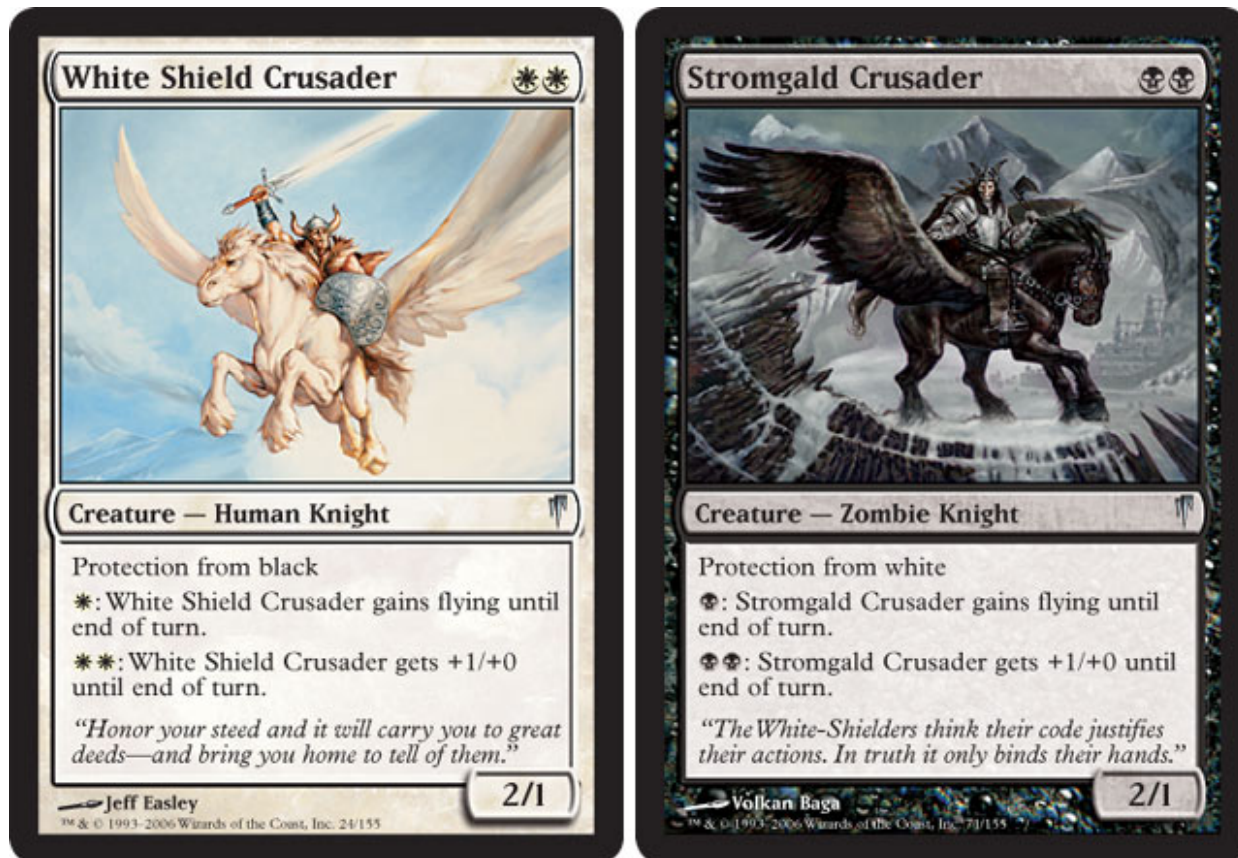 White Shield Crusader
Creature — Human Knight
Protection from black
: White Shield Crusader gains flying until
end of turn.
: White Shield Crusader gets +1/+0
until end of turn.
“Honor your steed and it will carry you to great
deeds—and bring you home to tell of them.”
2/1
Jeff Easley
™ & © 1993–2006 Wizards of the Coast, Inc. 24/155
Stromgald Crusader
Creature — Zombie Knight
Protection from white
: Stromgald Crusader gains flying until
end of turn.
: Stromgald Crusader gets +1/+0 until
end of turn.
“The White-Shielders think their code justifies
their actions. In truth it only binds their hands.”
2/1
Volkan Baga
™ & © 1993–2006 Wizards of the Coast, Inc. 71/155